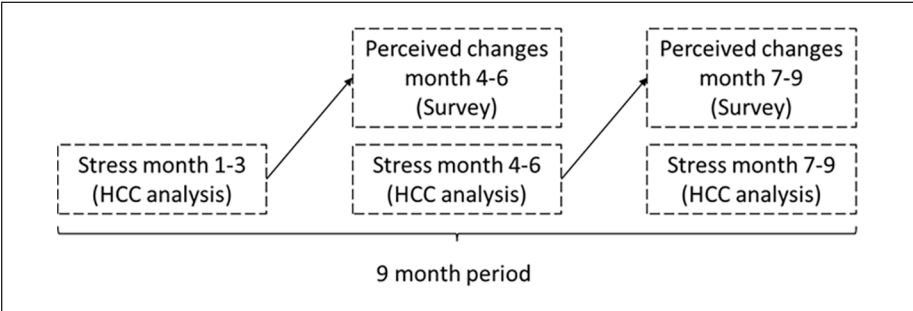 Perceived changes
month 4-6
(Survey)
Perceived changes
month 7-9
(Survey)
Stress month 1-3
(HCC analysis)
Stress month 4-6
(HCC analysis)
Stress month 7-9
(HCC analysis)
9 month period